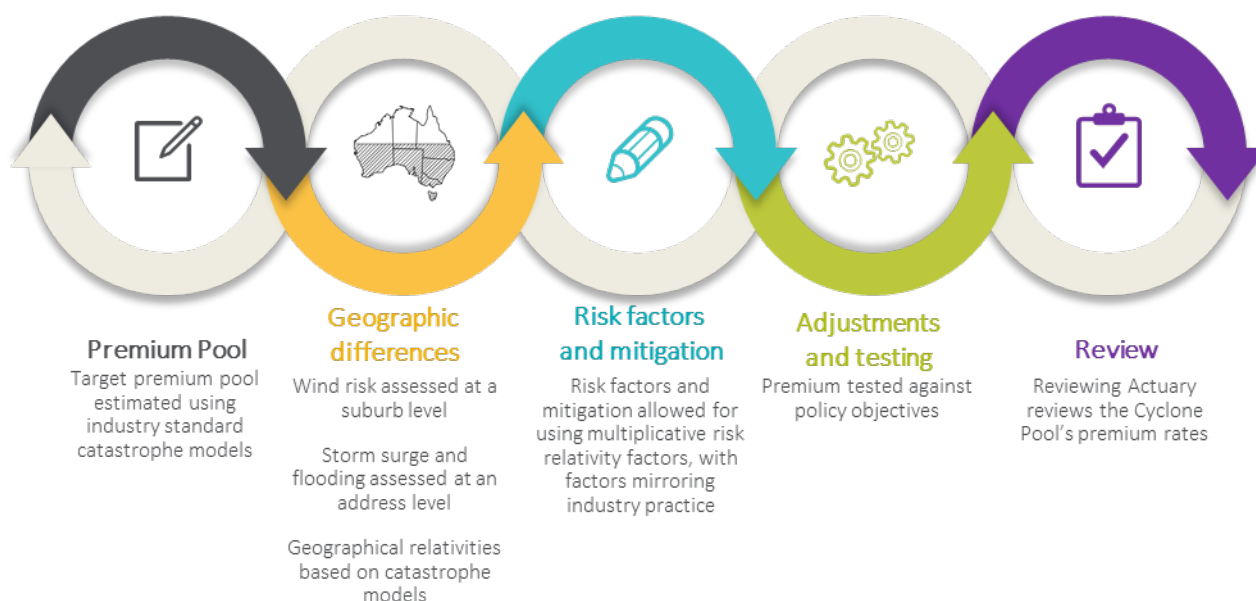 Premium Pool
Target premium pool
estimated using
industry standard
catastrophe models
Geographic
differences
Wind risk assessed at a
suburb level
Storm surge and
flooding assessed at an
address level
Geographical relativities
based on catastrophe
models
Risk factors
and mitigation
Risk factors and
mitigation allowed for
using multiplicative risk
relativity factors, with
factors mirroring
industry practice
Adjustments
and testing
Premium tested against
policy objectives
Review
Reviewing Actuary
reviews the Cyclone
Pool's premium rates